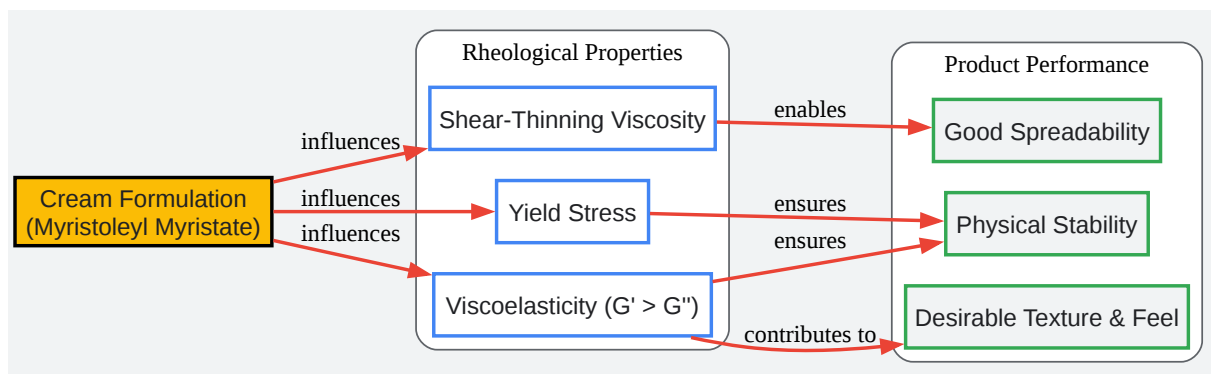 Rheological Properties
Product Performance
Shear-Thinning Viscosity
enables
Good Spreadability
influences
Cream Formulation
(Myristoleyl Myristate)
influences
Yield Stress
ensures
Physical Stability
influences
ensures
Viscoelasticity (G' > G'')
contributes to
Desirable Texture & Feel